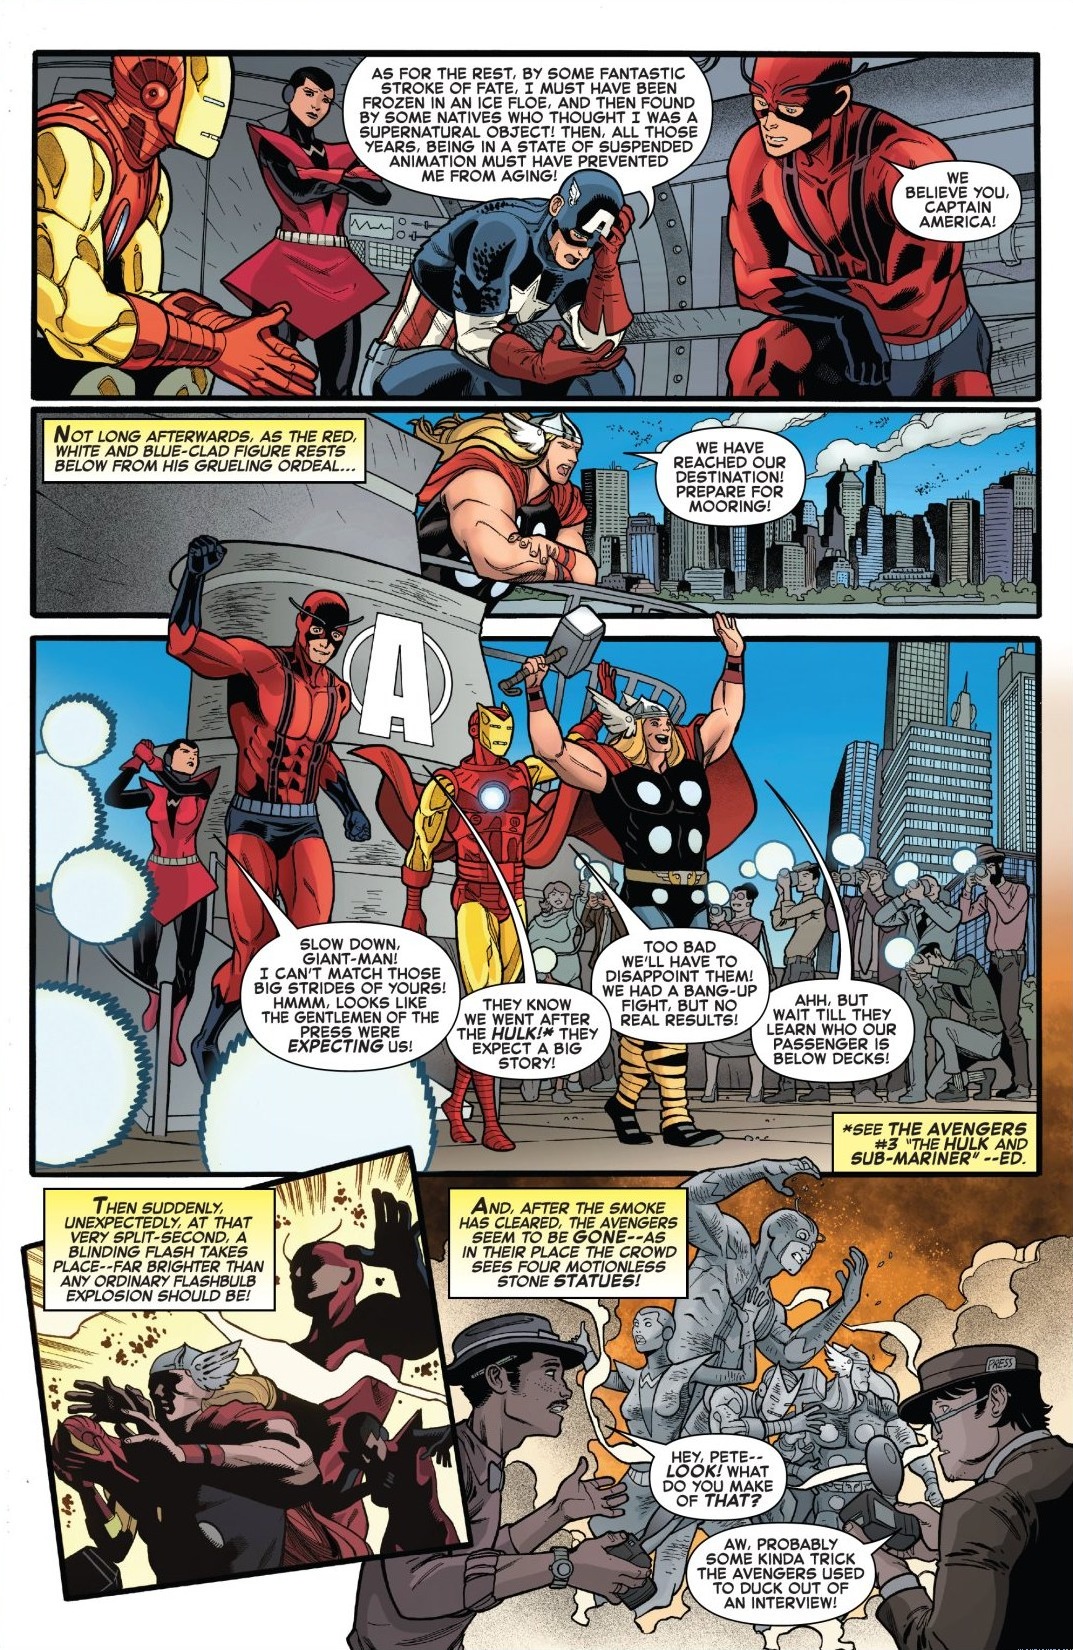 AS FOR THE REST, BY SOME FANTASTIC
STROKE OF FATE, I MUST HAVE BEEN
FROZEN IN AN ICE FLOE, AND THEN FOUND
BY SOME NATIVES WHO THOUGHT I WAS A
SUPERNATURAL OBJECT! THEN, ALL THOSE
YEARS, BEING IN A STATE OF SUSPENDED
ANIMATION MUST HAVE PREVENTED
ME FROM AGING!
WE
BELIEVE YOU,
CAPTAIN
AMERICA!
A
NOT LONG AFTERWARDS, AS THE RED,
WHITE AND BLUE-CLAD FIGURE RESTS
BELOW FROM HIS GRUELING ORDEAL...
WE HAVE
REACHED OUR
DESTINATION!
PREPARE FOR
MOORING!
A
SLOW DOWN,
GIANT-MAN!
I CAN'T MATCH THOSE
BIG STRIDES OF YOURS!
HMMM, LOOKS LIKE
THE GENTLEMEN OF THE
PRESS WERE
EXPECTING US!
THEY KNOW
WE WENT AFTER
THE HULK!* THEY
EXPECT A BIG
STORY!
TOO BAD
WE'LL HAVE TO
DISAPPOINT THEM!
WE HAD A BANG-UP
FIGHT, BUT NO
REAL RESULTS!
AHH, BUT
WAIT TILL THEY
LEARN WHO OUR
PASSENGER IS
BELOW DECKS!
*SEE THE AVENGERS
#3 "THE HULK AND
SUB-MARINER" --ED.
THEN SUDDENLY,
UNEXPECTEDLY, AT THAT
VERY SPLIT-SECOND, A
BLINDING FLASH TAKES
PLACE--FAR BRIGHTER THAN
ANY ORDINARY FLASHBULB
EXPLOSION SHOULD BE!
AND, AFTER THE SMOKE
HAS CLEARED, THE AVENGERS
SEEM TO BE GONE--AS
IN THEIR PLACE THE CROWD
SEES FOUR MOTIONLESS
STONE STATUES!
PRESS
HEY, PETE--
LOOK! WHAT
DO YOU MAKE
OF THAT?
AW, PROBABLY
SOME KINDA TRICK
THE AVENGERS USED
TO DUCK OUT OF
AN INTERVIEW!